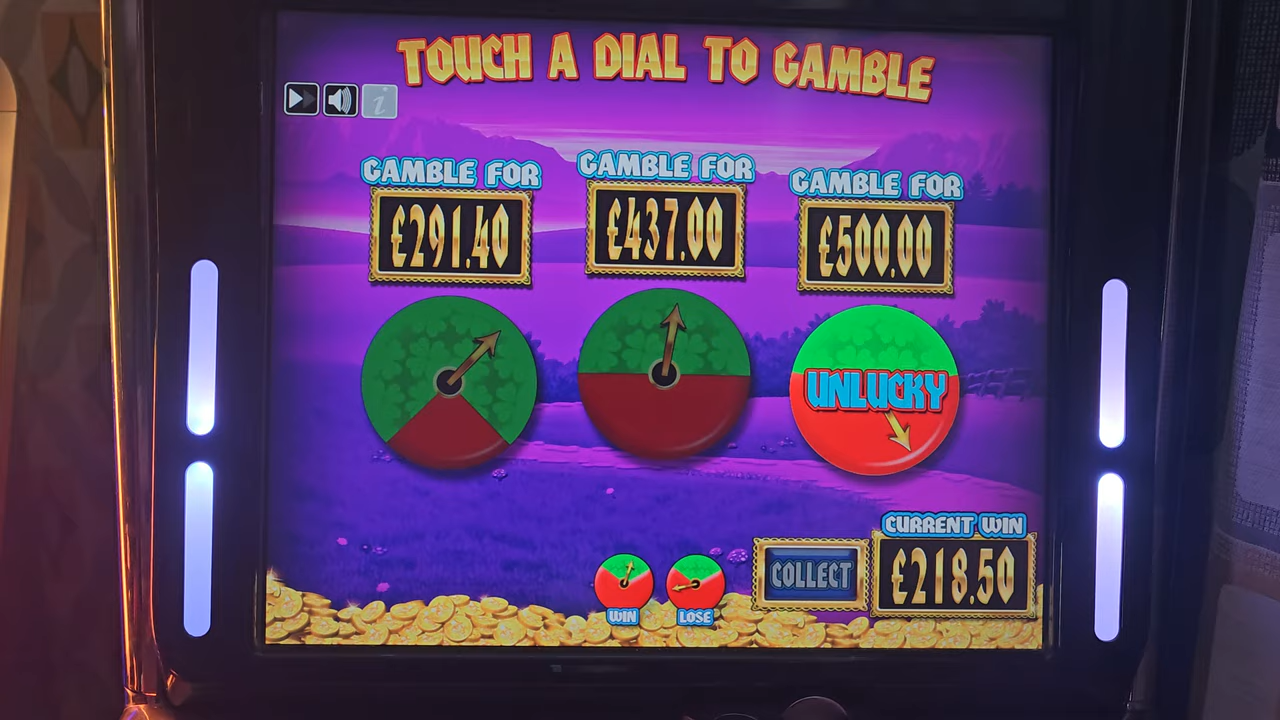 TOUCH A DIAL TO GAMBLE
i
GAMBLE FOR
£291.40
GAMBLE FOR
£437.00
GAMBLE FOR
£500.00
UNLUCKY
CURRENT WIN
COLLECT
£218.50
WIN
LOSE